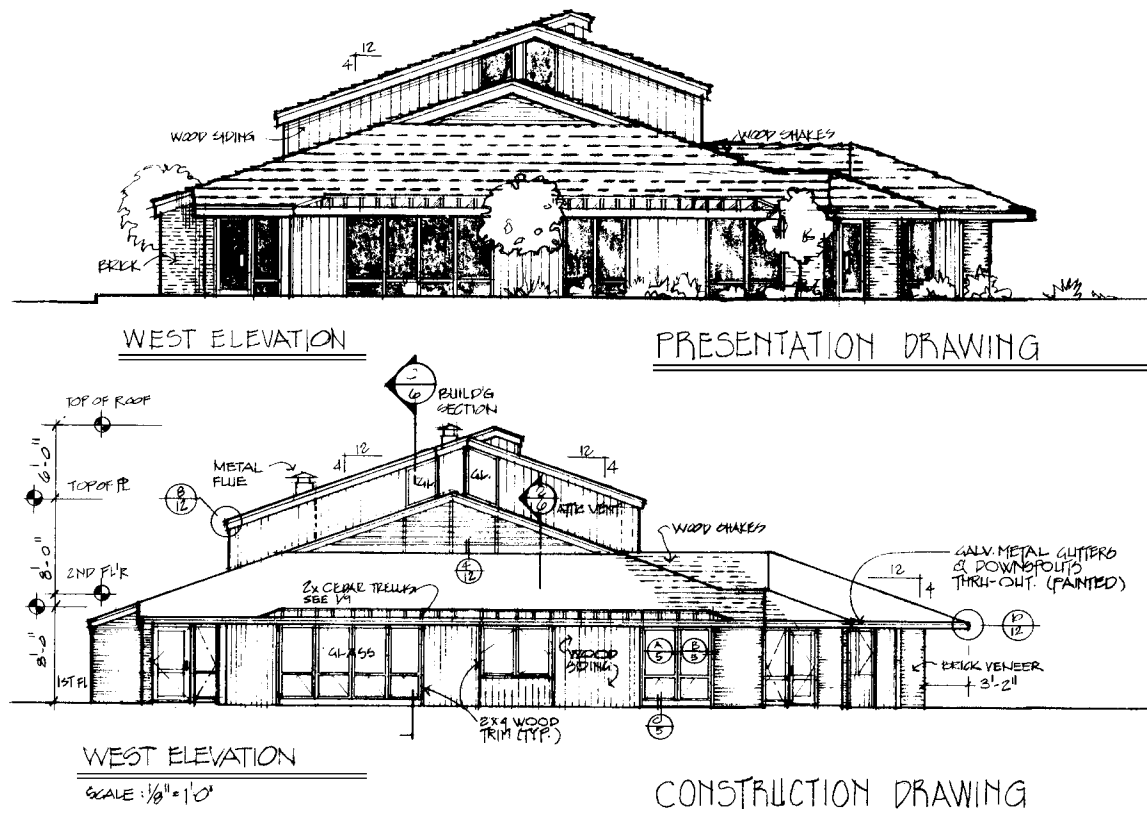 12
4
WOOD SIDING
WOOD SHAKES
BRICK
WEST ELEVATION
PRESENTATION DRAWING
6
BUILD'G
SECTION
TOP OF ROOF
6'-0"
METAL
FLUE
12
4
12
4
TOP OF PL
8
12
GL.
GL.
6
ATTIC VENT
WOOD SHAKES
8'-0"
2ND FL'R
4
12
2X CEDAR TRELLIS
SEE 1/9
GALV. METAL GUTTERS
& DOWNSPOUTS
THRU-OUT. (PAINTED)
12
4
D
12
8'-0"
GLASS
WOOD
SIDING
A
5
B
3
BRICK VENEER
3'-2"
1ST FL
2X4 WOOD
TRIM (TYP.)
C
5
WEST ELEVATION
SCALE : 1/8" = 1'0"
CONSTRUCTION DRAWING